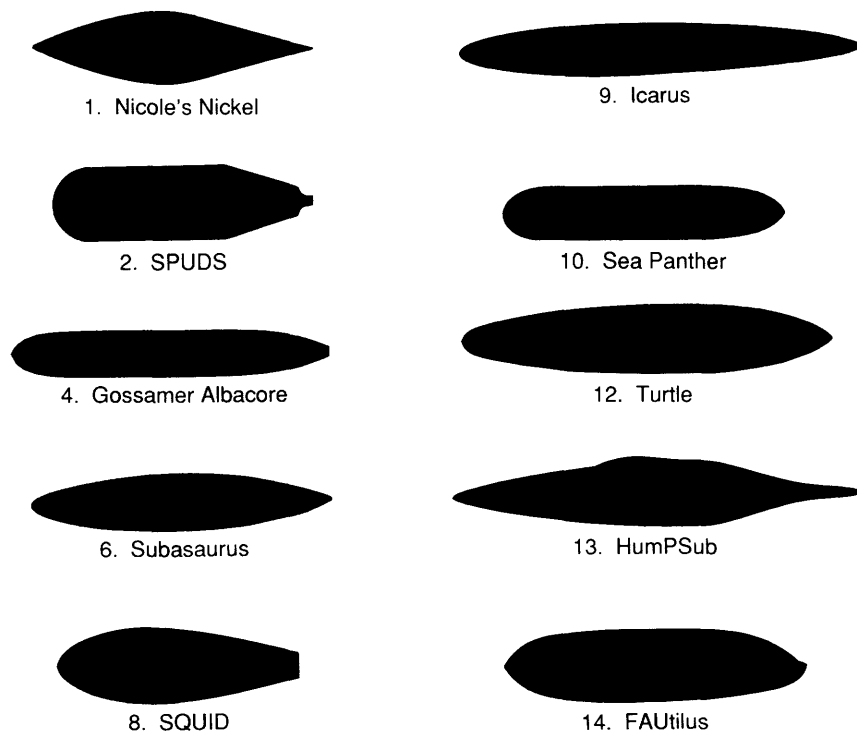 1. Nicole's Nickel
2. SPUDS
4. Gossamer Albacore
6. Subasaurus
8. SQUID
9. Icarus
10. Sea Panther
12. Turtle
13. HumPSub
14. FAUtilus